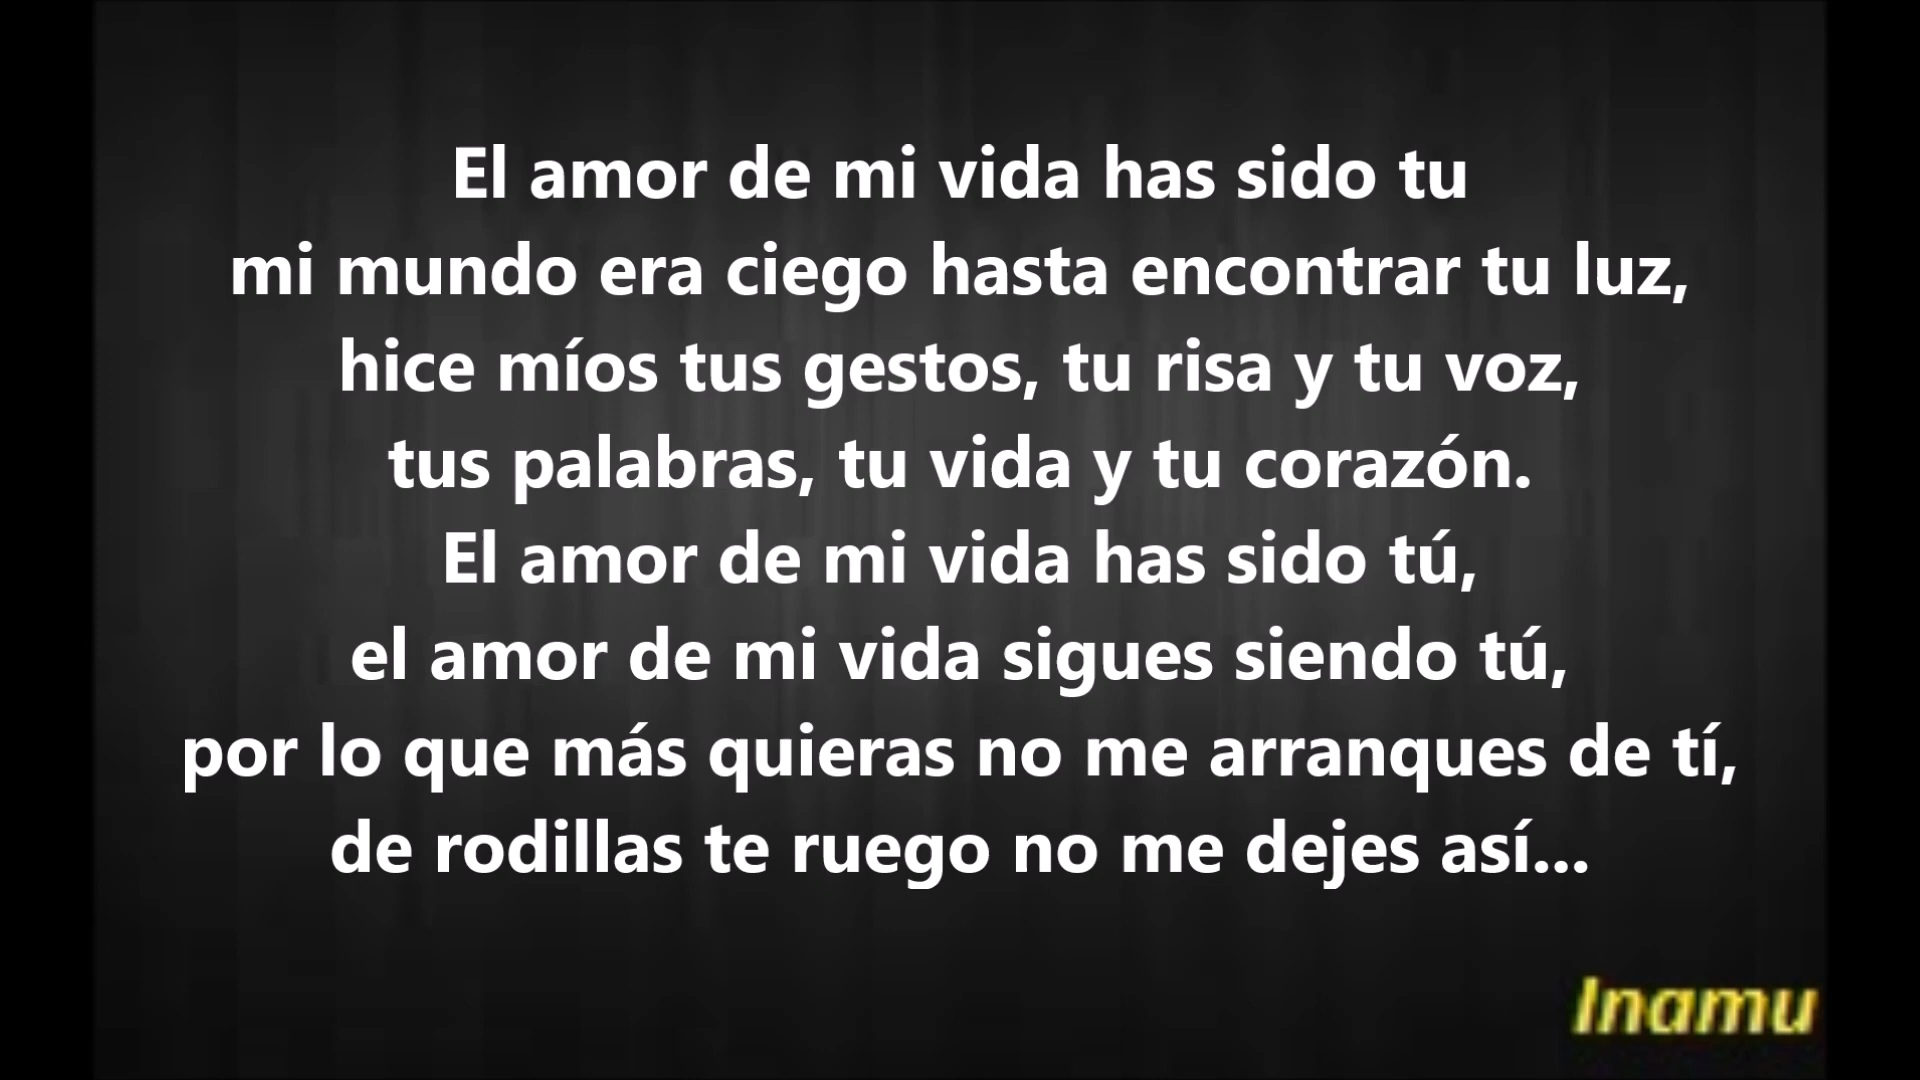 El amor de mi vida has sido tu
mi mundo era ciego hasta encontrar tu luz,
hice míos tus gestos, tu risa y tu voz,
tus palabras, tu vida y tu corazón.
El amor de mi vida has sido tú,
el amor de mi vida sigues siendo tú,
por lo que más quieras no me arranques de tí,
de rodillas te ruego no me dejes así...
Inamu